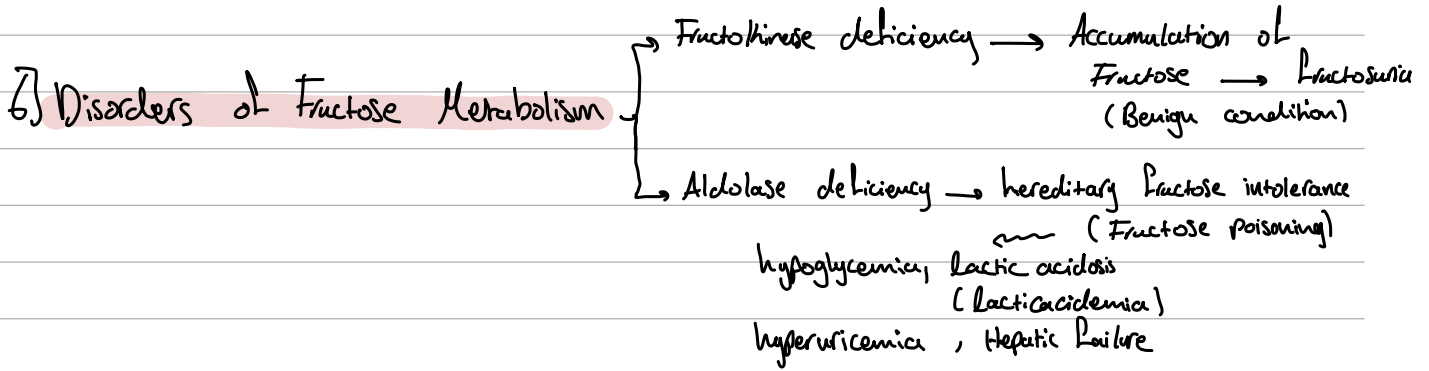 6] Disorders of Fructose Metabolism
Fructokinase deficiency → Accumulation of
Fructose → fructosuria
(Benign condition)
Aldolase deficiency → hereditary fructose intolerance
(Fructose poisoning)
hypoglycemia, lactic acidosis
(lacticacidemia)
hyperuricemia , Hepatic failure